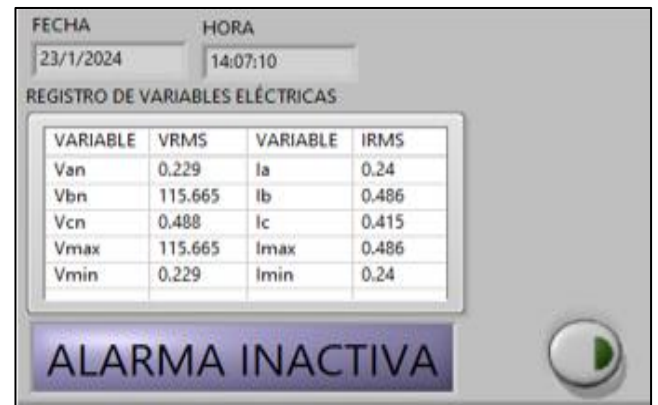 FECHA HORA
23/1/2024 14:07:10
REGISTRO DE VARIABLES ELÉCTRICAS
VARIABLE VRMS VARIABLE IRMS
Van 0.229 Ia 0.24
Vbn 115.665 Ib 0.486
Vcn 0.488 Ic 0.415
Vmax 115.665 Imax 0.486
Vmin 0.229 Imin 0.24
ALARMA INACTIVA